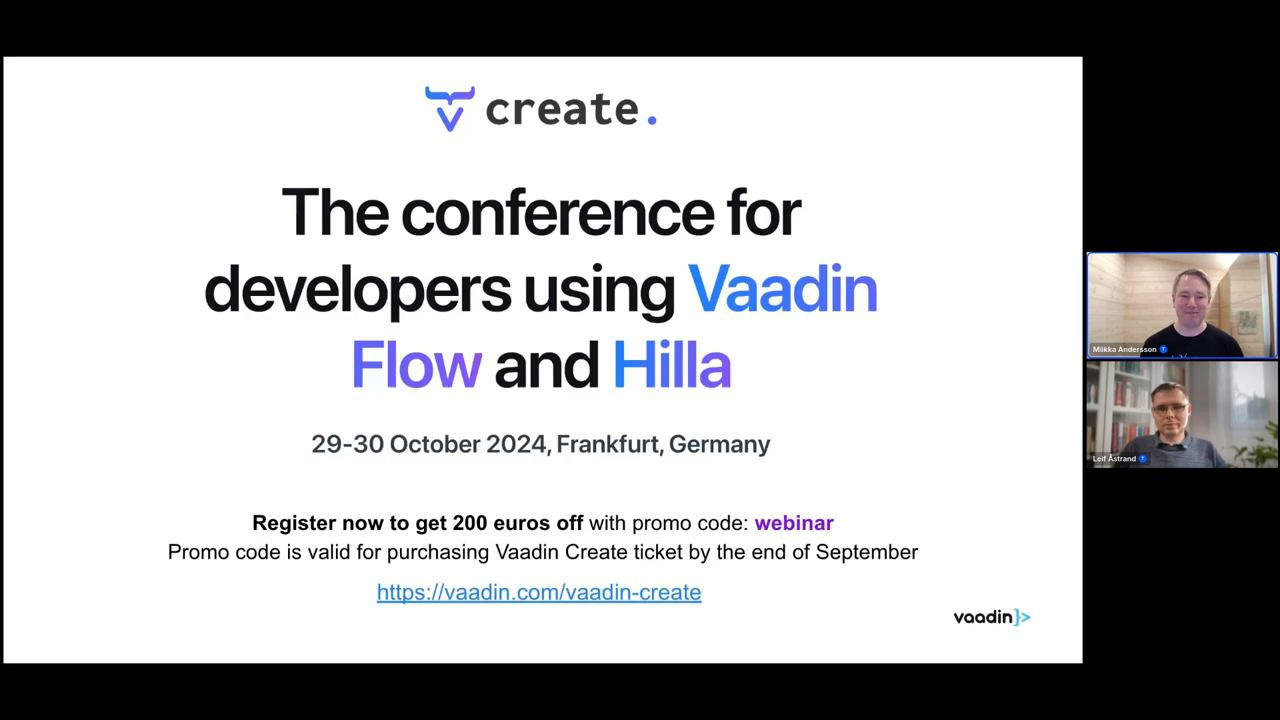 create.
The conference for
developers using Vaadin
Flow and Hilla
29-30 October 2024, Frankfurt, Germany
Register now to get 200 euros off with promo code: webinar
Promo code is valid for purchasing Vaadin Create ticket by the end of September
https://vaadin.com/vaadin-create
vaadin}>
Miikka Andersson
Leif Åstrand